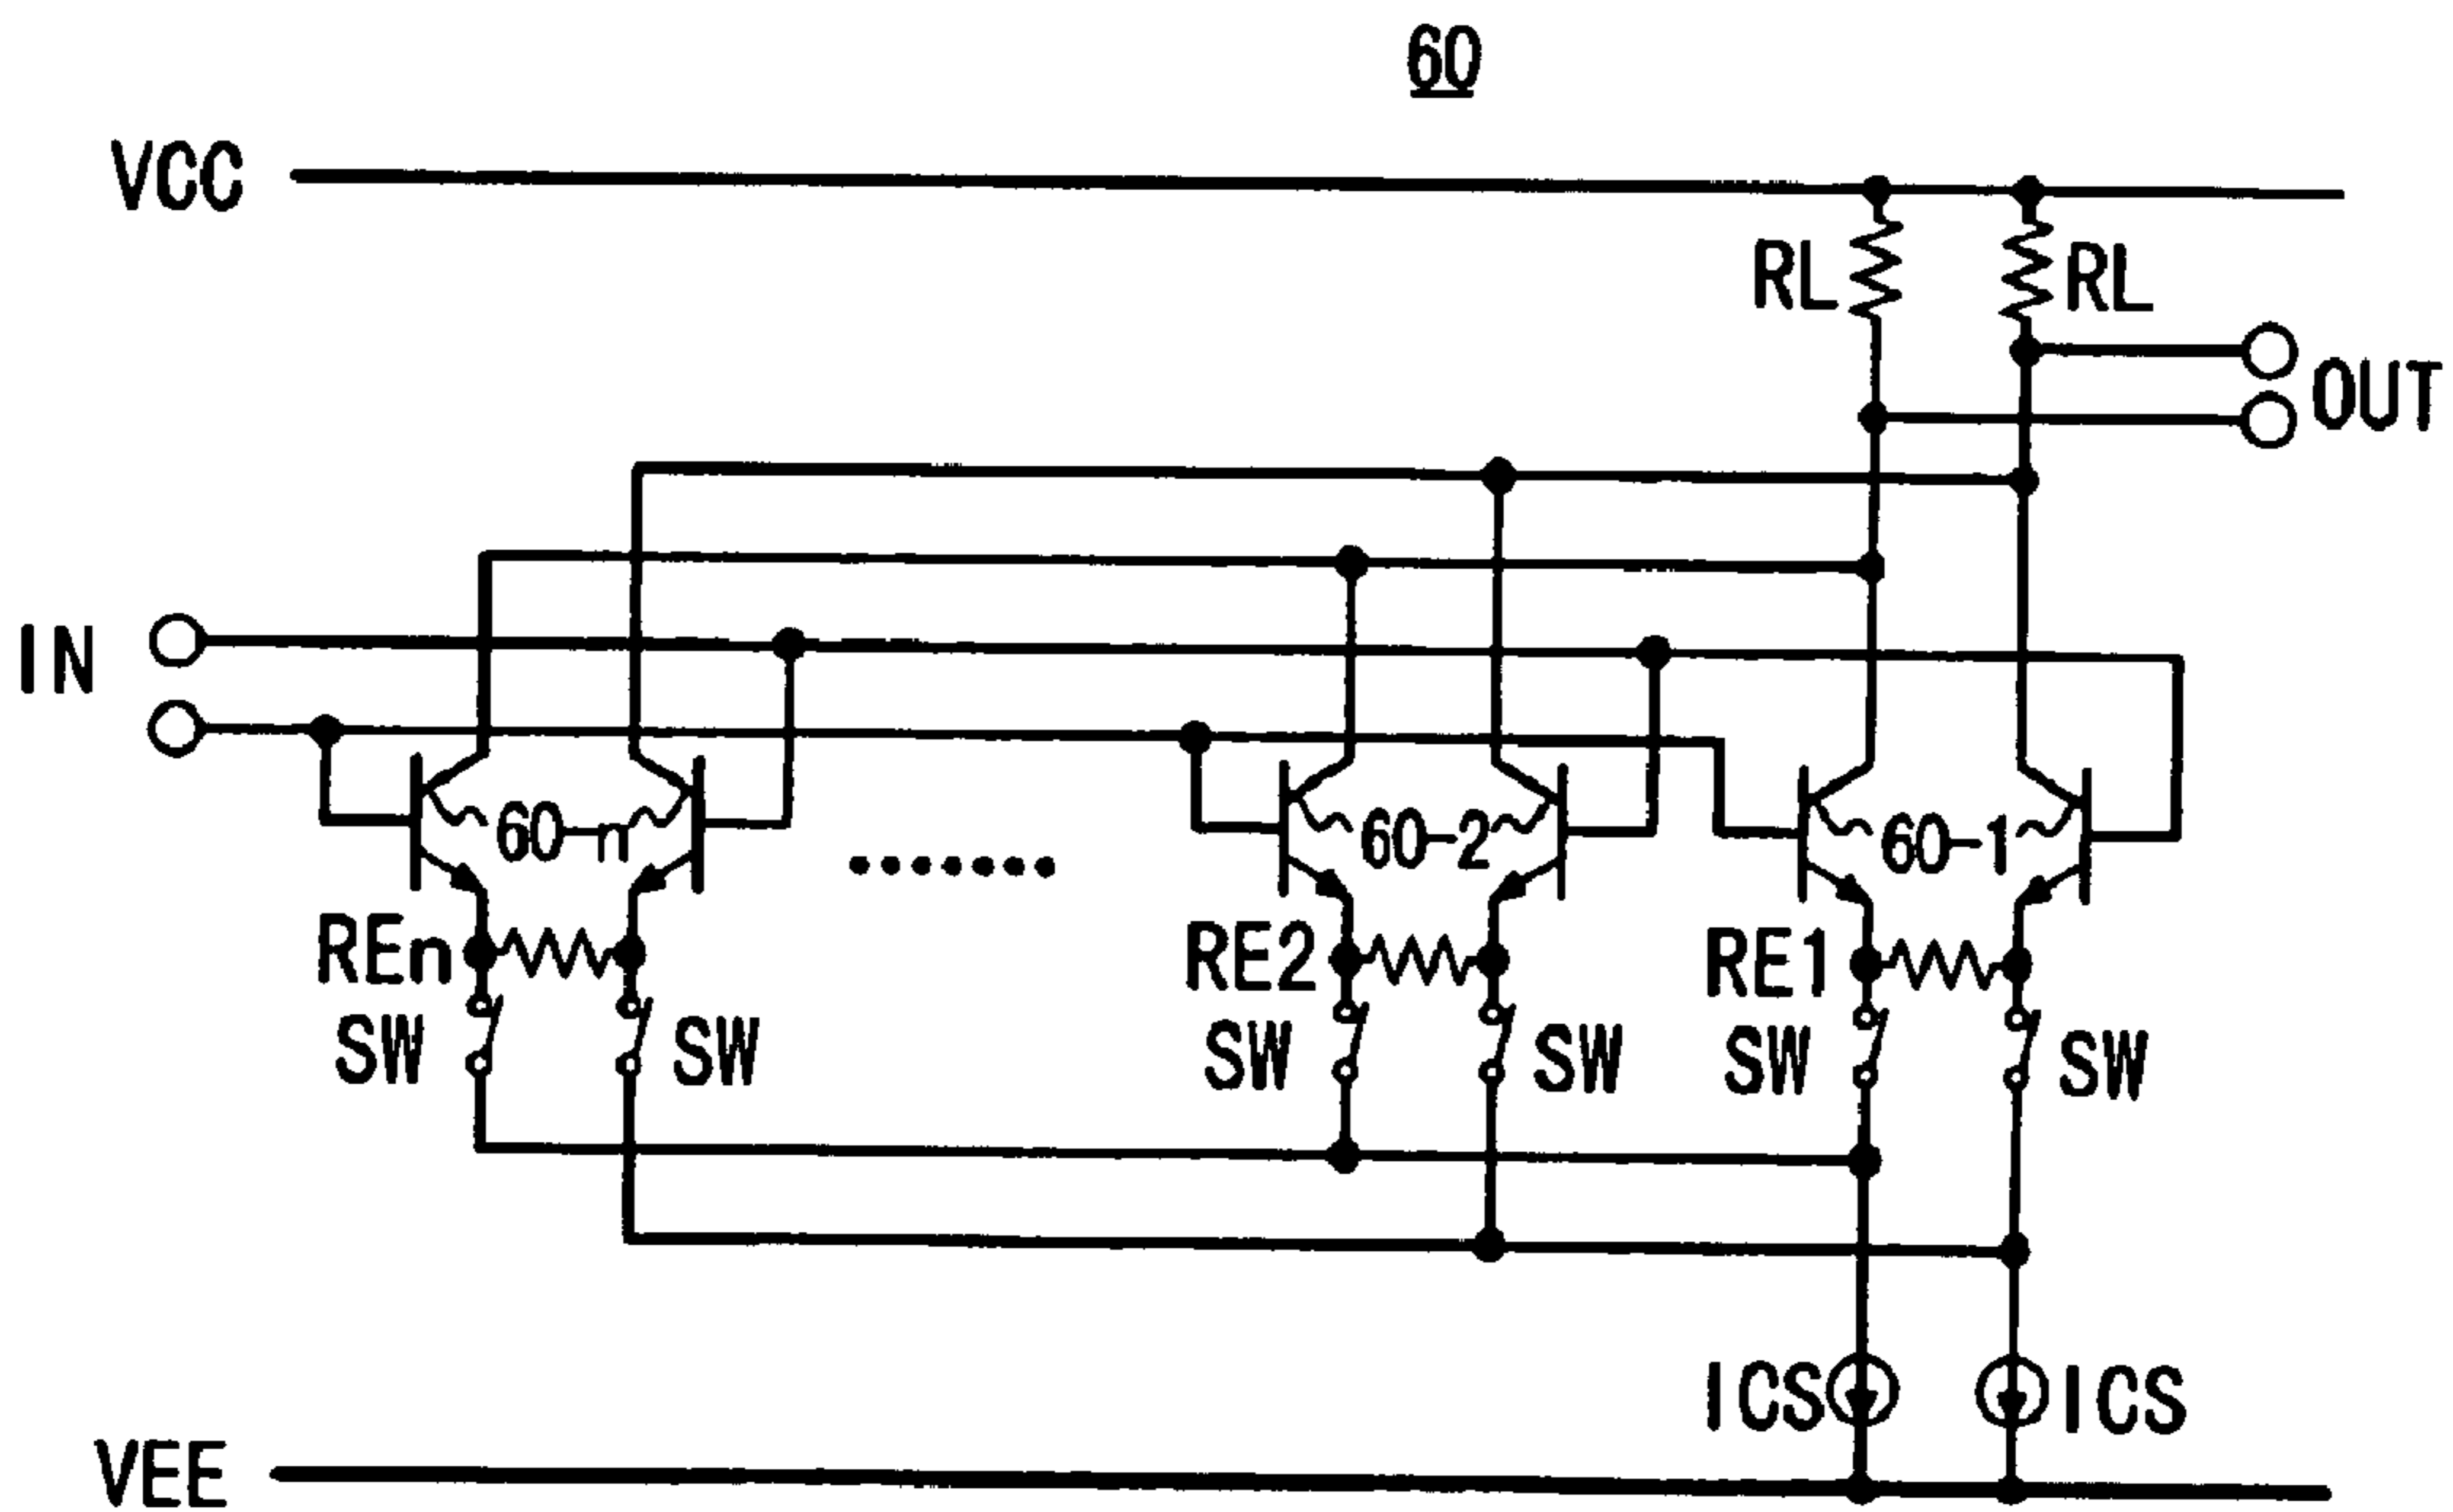 60
VCC
RL RL
OUT
IN
60-n 60-2 60-1
REn RE2 RE1
SW SW SW SW SW SW
ICS ICS
VEE